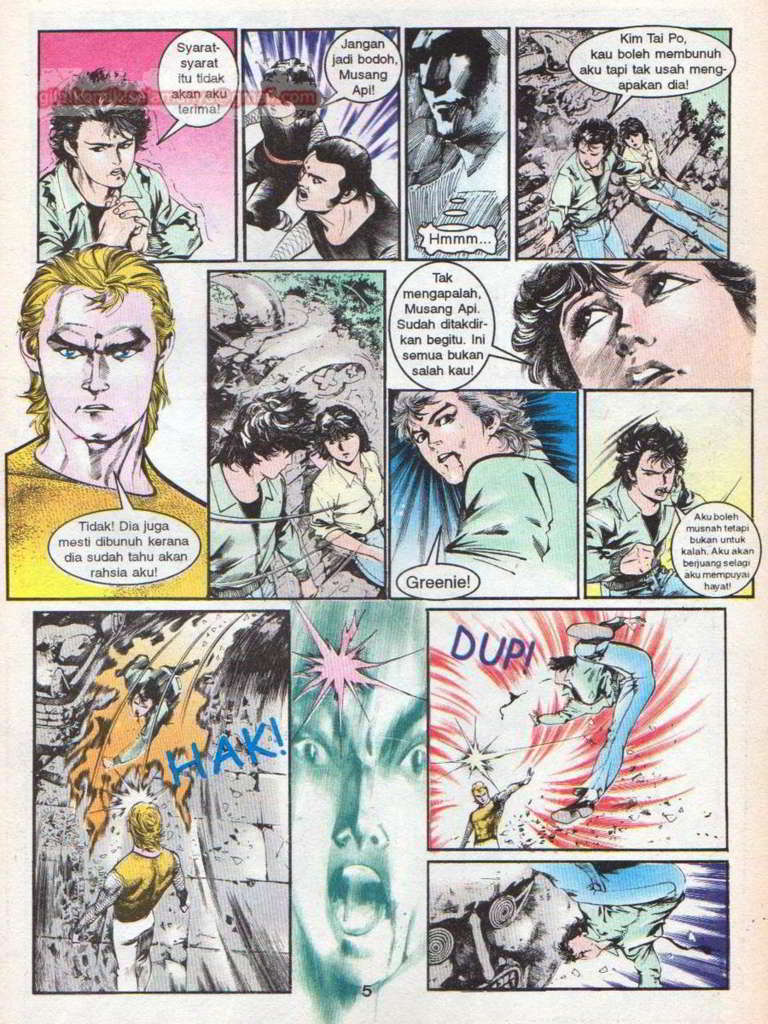 Syarat-
syarat
itu tidak
akan aku
terima!
Jangan
jadi bodoh,
Musang
Api!
Hmmm...
Kim Tai Po,
kau boleh membunuh
aku tapi tak usah meng-
apakan dia!
Tidak! Dia juga
mesti dibunuh kerana
dia sudah tahu akan
rahsia aku!
Tak
mengapalah,
Musang Api.
Sudah ditakdir-
kan begitu. Ini
semua bukan
salah kau!
Greenie!
Aku boleh
musnah tetapi
bukan untuk
kalah. Aku akan
berjuang selagi
aku mempuyai
hayat!
HAK!
DUP!
5